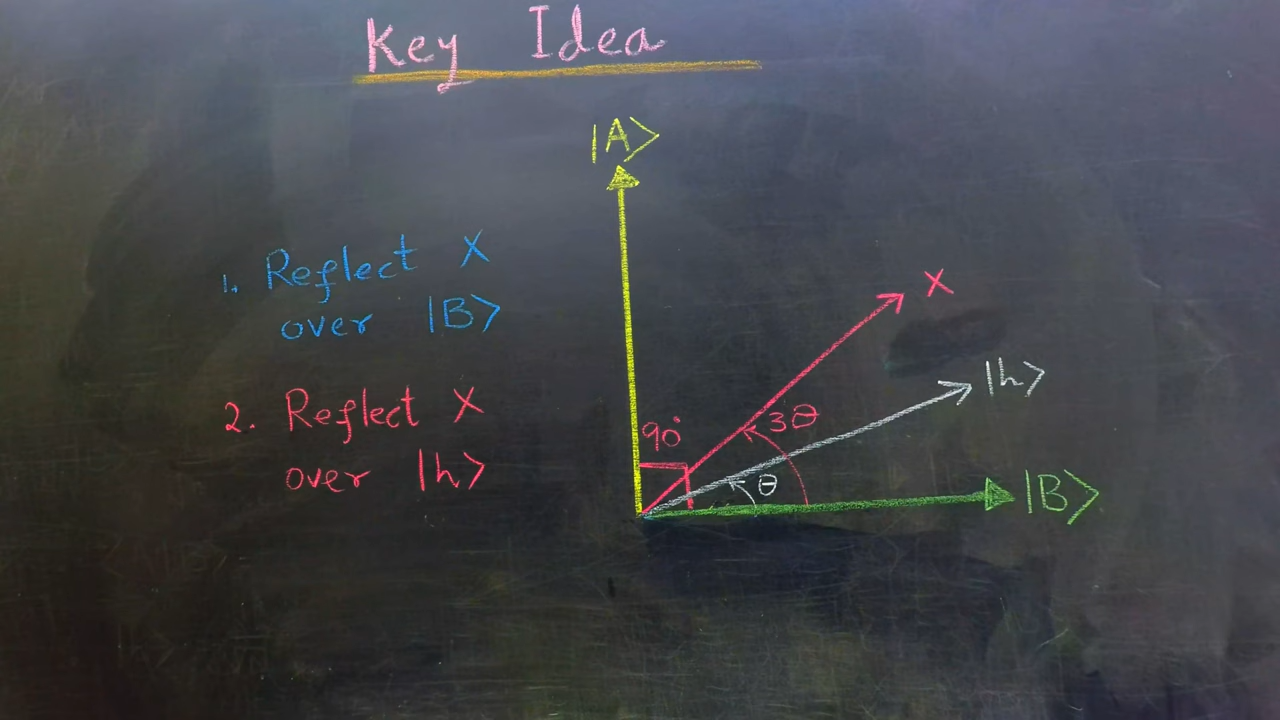 Key Idea
|A⟩
1. Reflect X
over |B⟩
2. Reflect X
over |h⟩
X
|h⟩
3θ
90°
θ
|B⟩